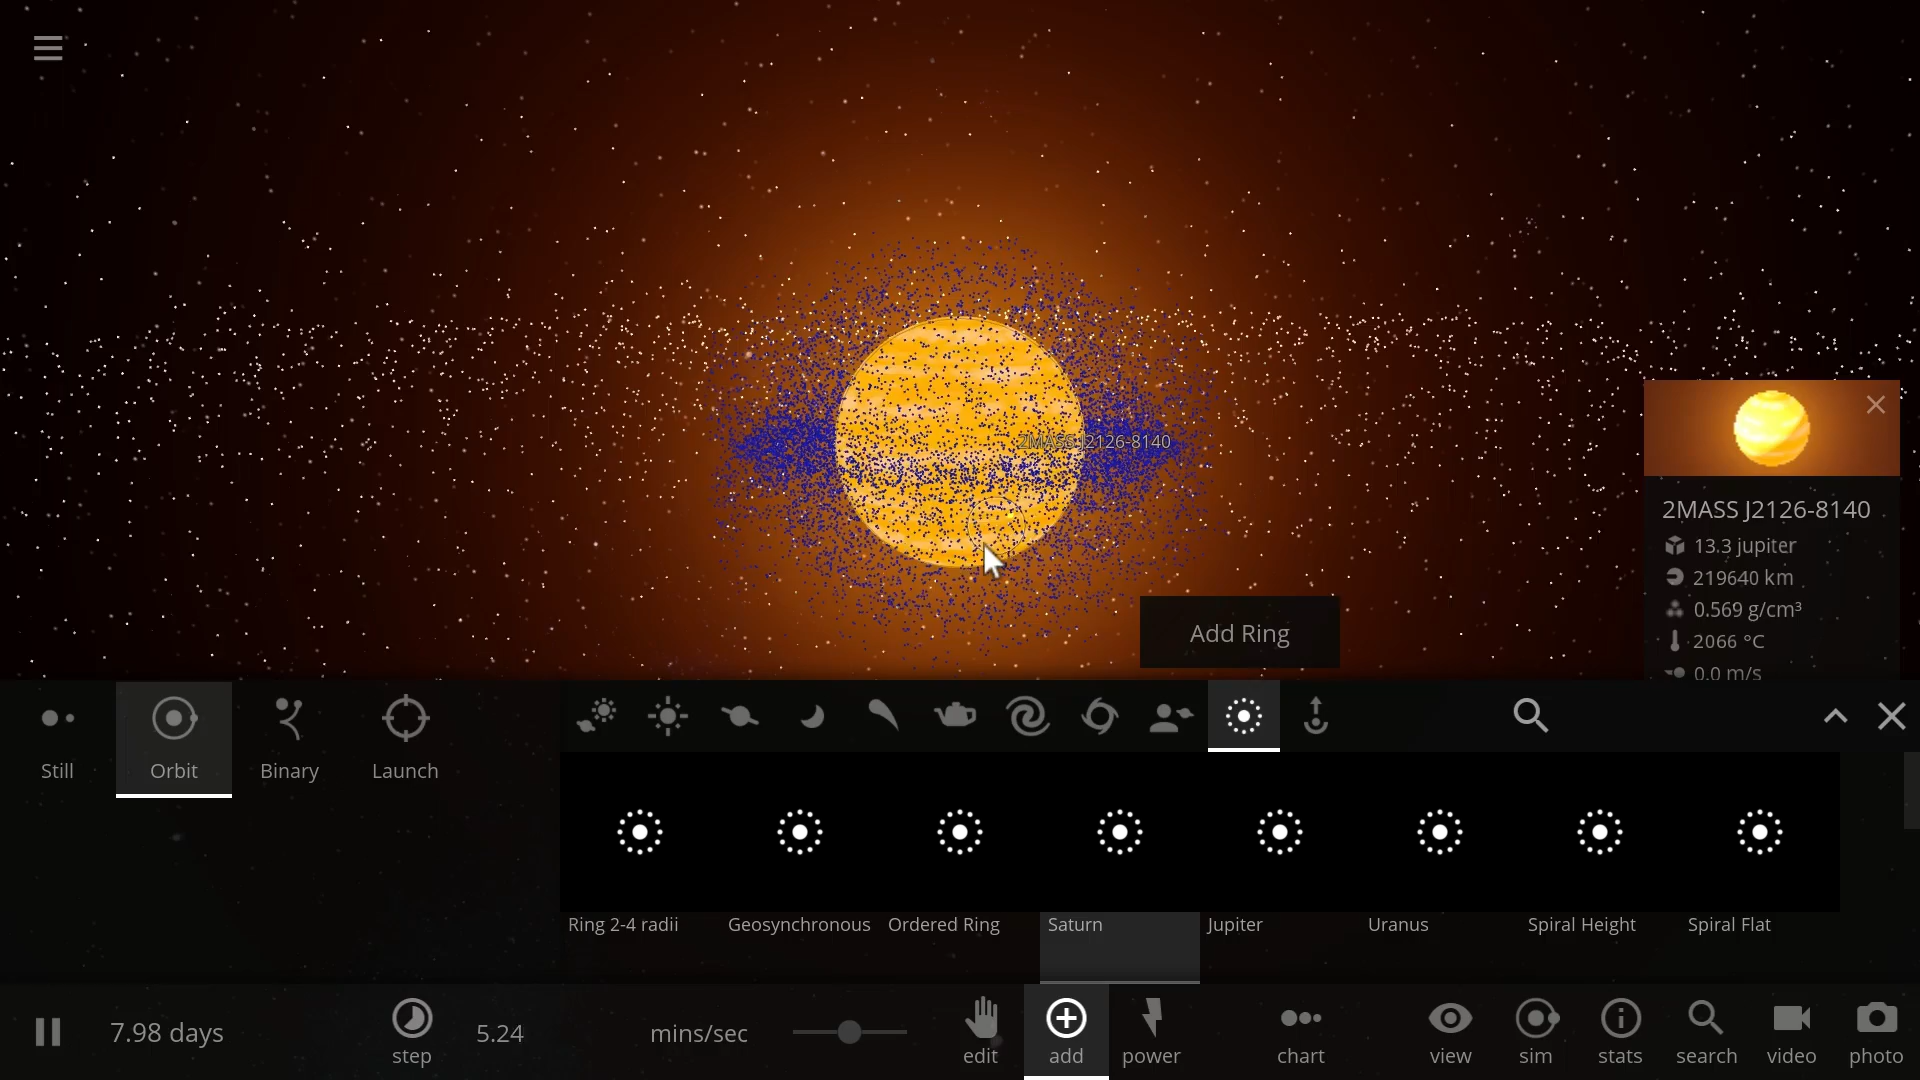 2MASS J2126-8140
2MASS J2126-8140
13.3 jupiter
219640 km
0.569 g/cm³
2066 °C
0.0 m/s
Add Ring
Still
Orbit
Binary
Launch
Ring 2-4 radii
Geosynchronous
Ordered Ring
Saturn
Jupiter
Uranus
Spiral Height
Spiral Flat
7.98 days
step
5.24
mins/sec
edit
add
power
chart
view
sim
stats
search
video
photo